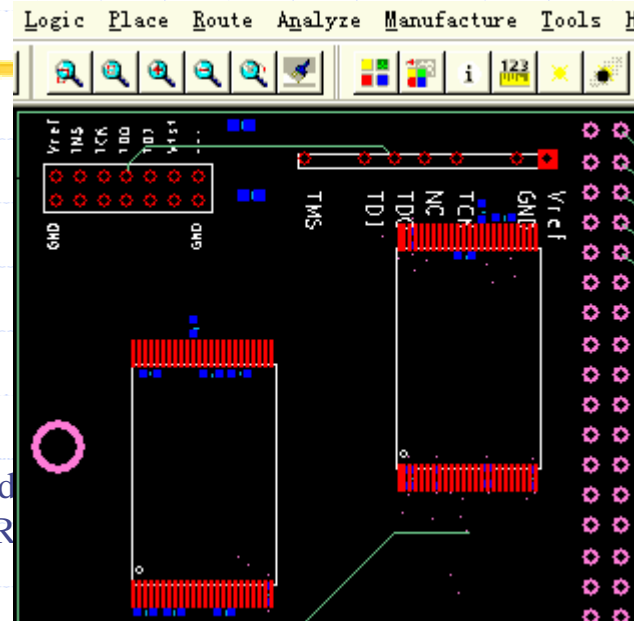 Logic Place Route Analyze Manufacture Tools
i 123
Vref TMS TCK TDO TDI
GND GND
TMS TDI TDO NC TCK GND Vref
d
R